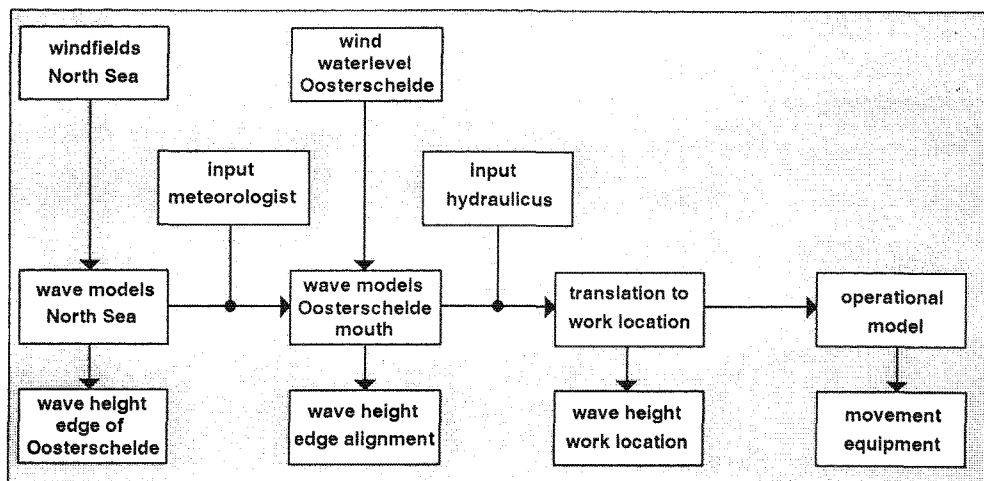 windfields
North Sea
wind
waterlevel
Oosterschelde
input
meteorologist
input
hydraulicus
wave models
North Sea
wave models
Oosterschelde
mouth
translation to
work location
operational
model
wave height
edge of
Oosterschelde
wave height
edge alignment
wave height
work location
movement
equipment